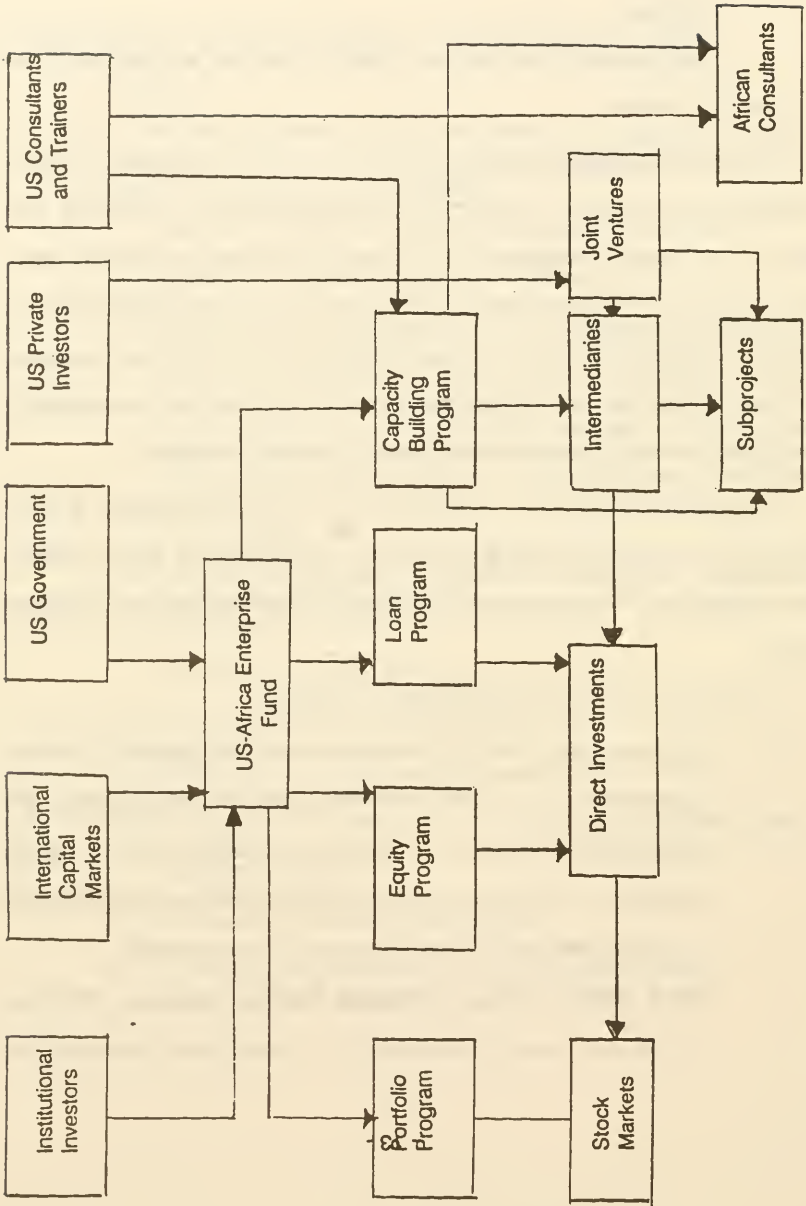 Institutional
Investors
International
Capital
Markets
US Government
US Private
Investors
US Consultants
and Trainers
US-Africa Enterprise
Fund
Portfolio
Program
Equity
Program
Loan
Program
Capacity
Building
Program
Stock
Markets
Direct Investments
Intermediaries
Joint
Ventures
Subprojects
African
Consultants